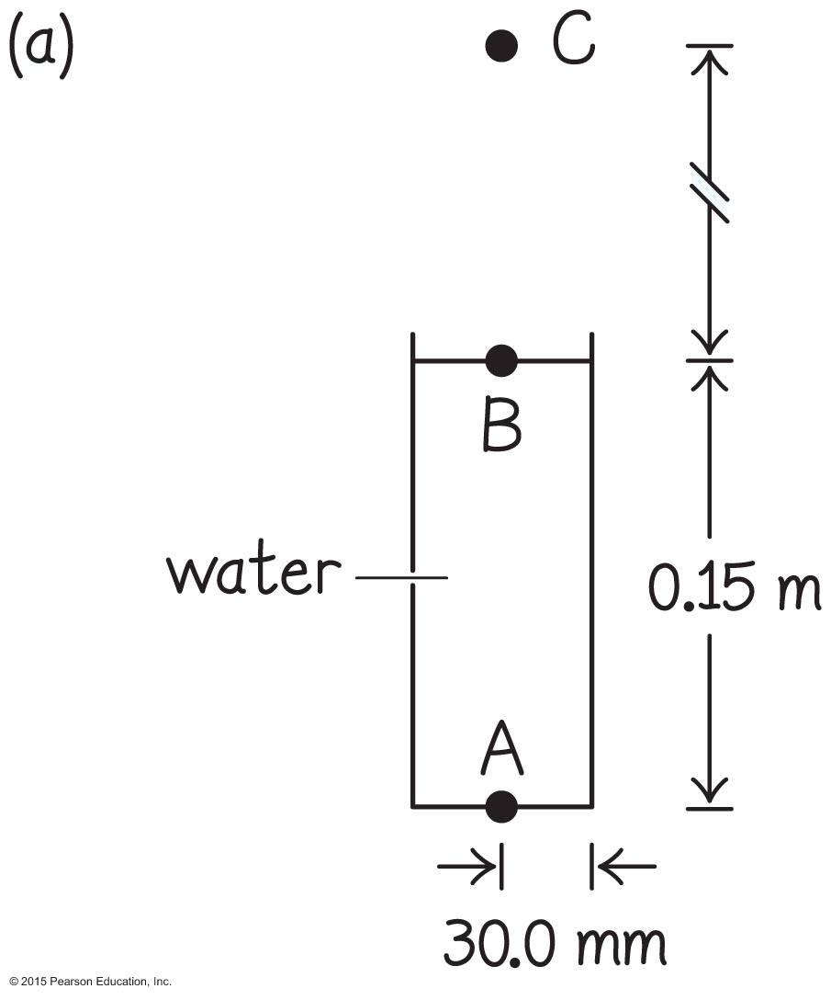 (a)
C
B
water
0.15 m
A
30.0 mm
© 2015 Pearson Education, Inc.